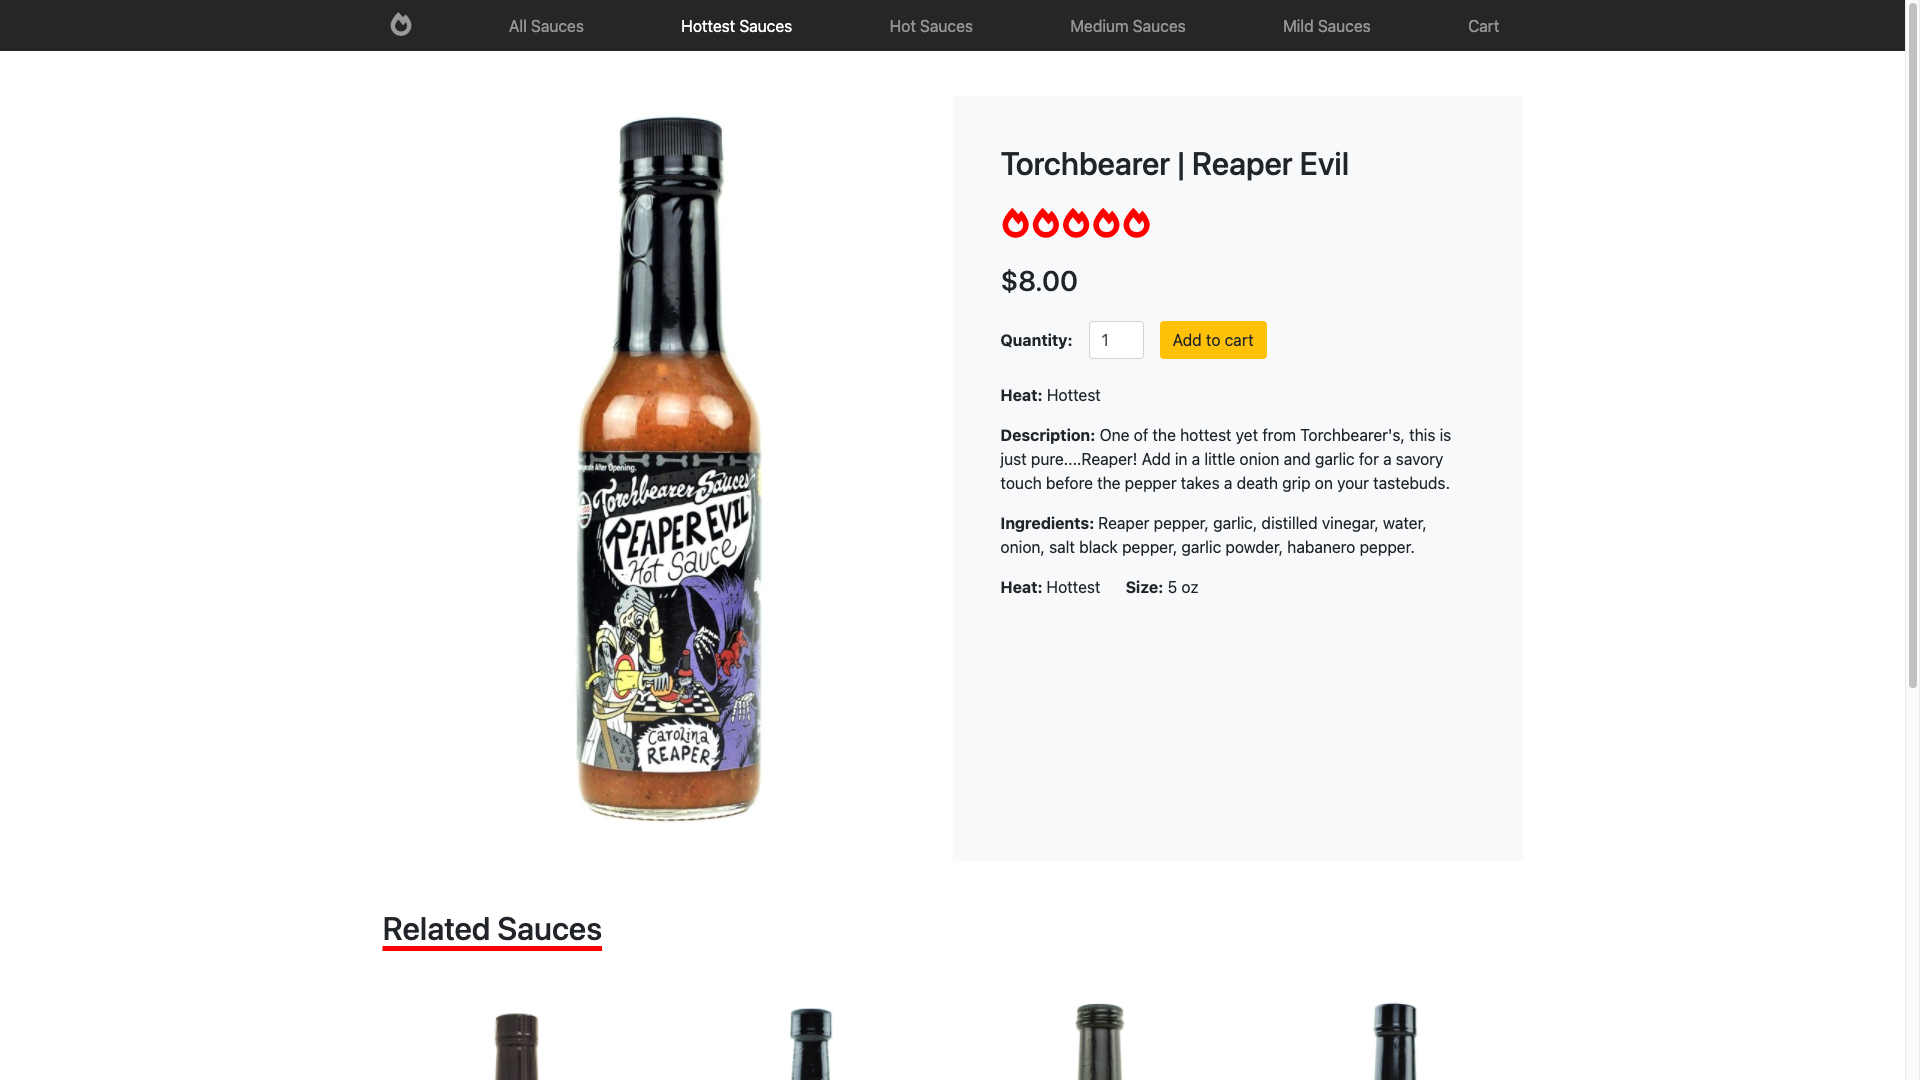 All Sauces
Hottest Sauces
Hot Sauces
Medium Sauces
Mild Sauces
Cart
Refrigerate After Opening.
Torchbearer Sauces
REAPER EVIL
Hot Sauce
Carolina
REAPER
Torchbearer | Reaper Evil
$8.00
Quantity: 1 Add to cart
Heat: Hottest
Description: One of the hottest yet from Torchbearer's, this is
just pure....Reaper! Add in a little onion and garlic for a savory
touch before the pepper takes a death grip on your tastebuds.
Ingredients: Reaper pepper, garlic, distilled vinegar, water,
onion, salt black pepper, garlic powder, habanero pepper.
Heat: Hottest Size: 5 oz
Related Sauces